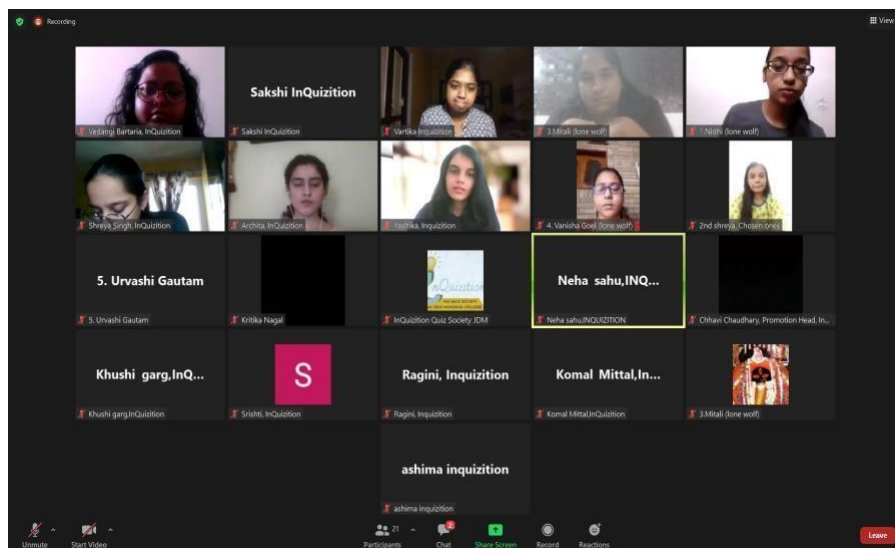 Recording
View
Vedangi Bartaria, InQuizition
Sakshi InQuizition
Sakshi InQuizition
Vartika Inquizition
3.Mitali (lone wolf)
1.Nidhi (lone wolf)
Shreya Singh, InQuizition
Archita, InQuizition
Yashika, Inquizition
4. Vanisha Goel (lone wolf)
2nd shreya, Chosen ones
5. Urvashi Gautam
5. Urvashi Gautam
Kritika Nagal
InQuizition Quiz Society JDM
Neha sahu,INQ...
Neha sahu,INQUIZITION
Chhavi Chaudhary, Promotion Head, In...
Khushi garg,InQ...
Khushi garg,InQuizition
S
Srishti, InQuizition
Ragini, Inquizition
Ragini, Inquizition
Komal Mittal,In...
Komal Mittal,InQuizition
3.Mitali (lone wolf)
ashima inquizition
ashima inquizition
Unmute
Start Video
21
Participants
2
Chat
Share Screen
Record
Reactions
Leave